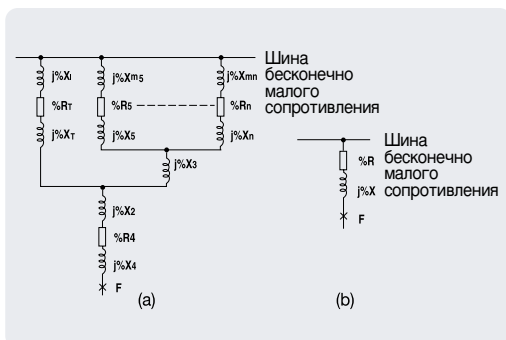 Шина
бесконечно
малого
сопротивления
j%Xı
j%Xm5
j%Xmn
%RT
%R5
%Rn
j%XT
j%X5
j%Xn
j%X3
j%X2
%R4
j%X4
F
(a)
Шина
бесконечно
малого
сопротивления
%R
j%X
F
(b)